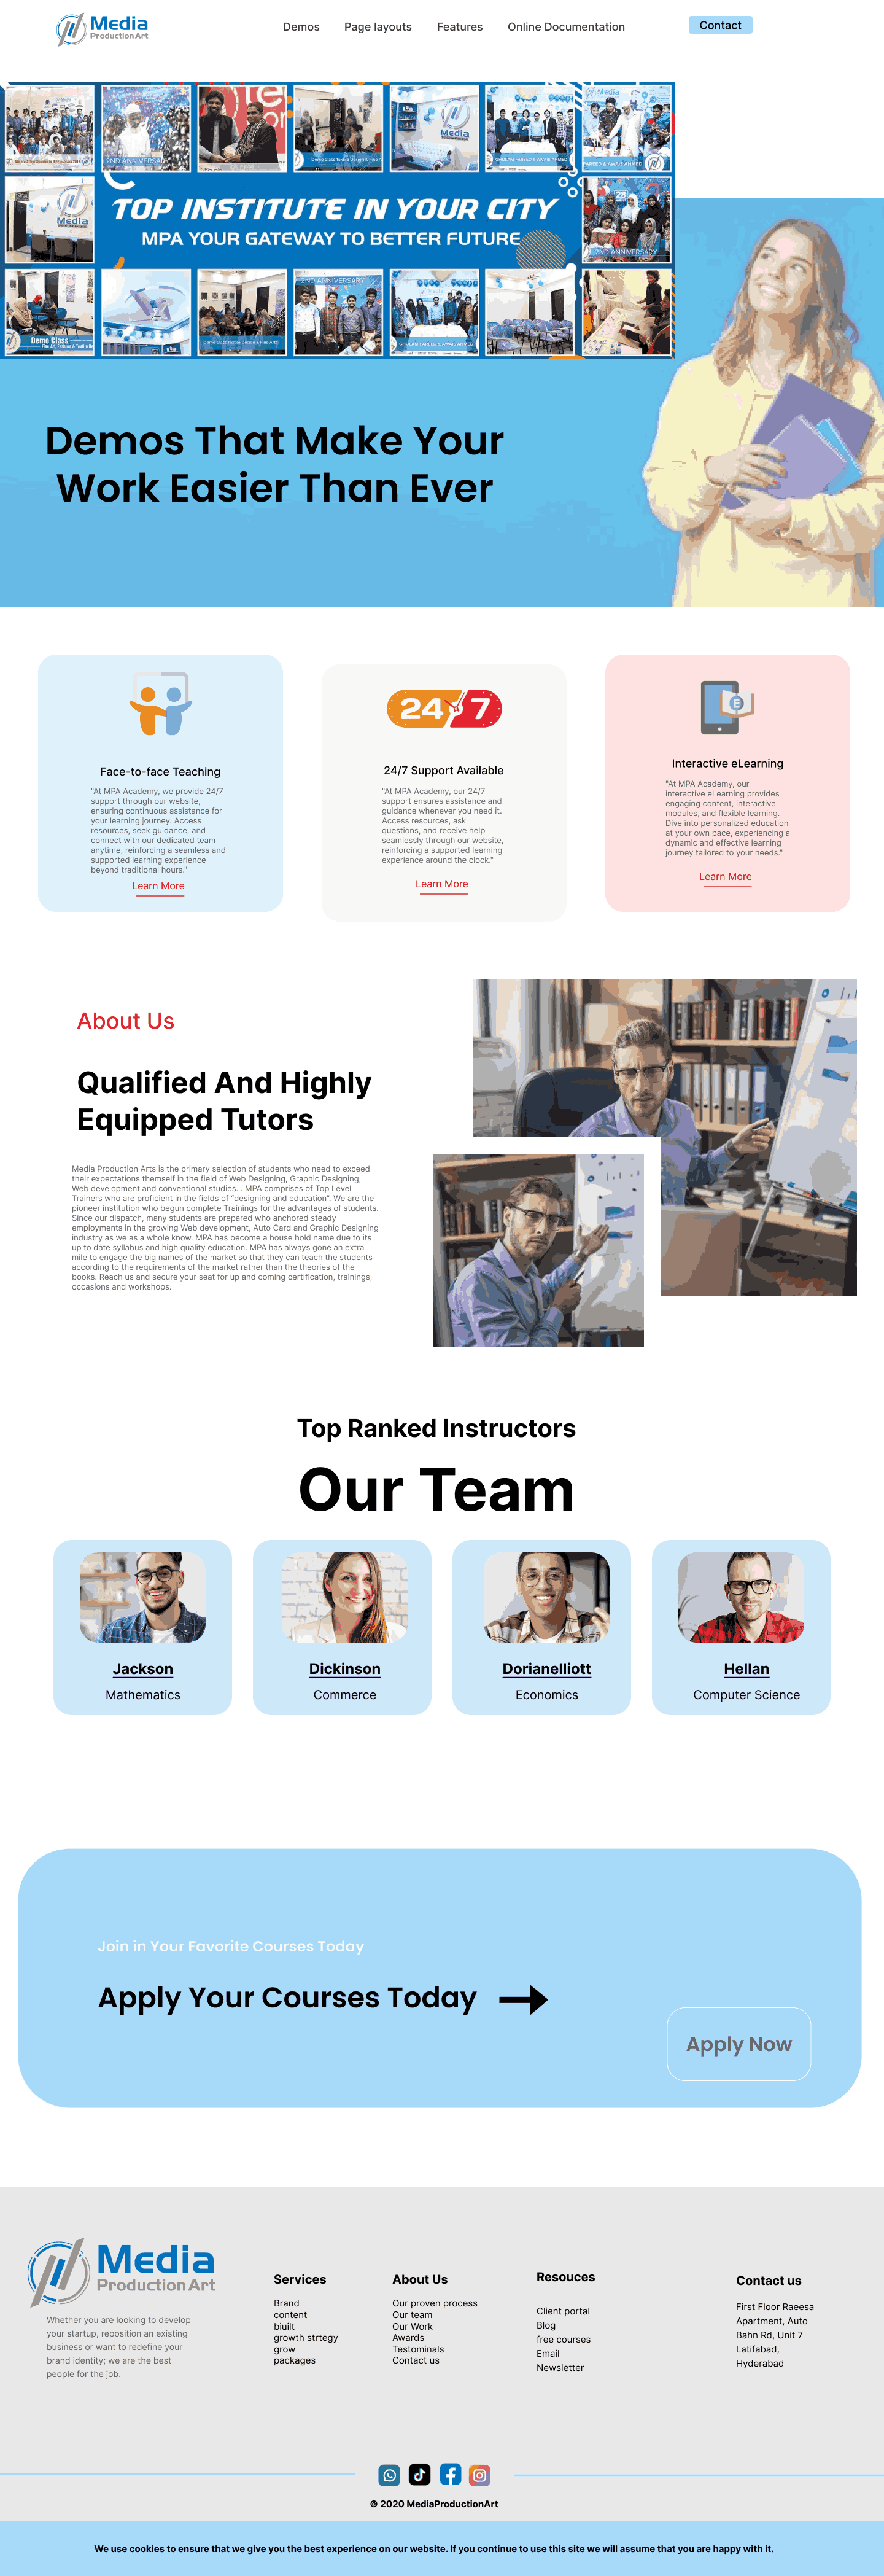 Media
Production Art
Demos
Page layouts
Features
Online Documentation
Contact
2ND ANNIVERSARY
Media
GHULAM FAREED & AWAIS AHMED
Media
FAREED & AWAIS AHMED
Media
TOP INSTITUTE IN YOUR CITY
MPA YOUR GATEWAY TO BETTER FUTURE
28
2ND ANNIVERSARY
Demo Class
2ND ANNIVERSARY
GHULAM FAREED & AWAIS AHMED
Demos That Make Your
Work Easier Than Ever
24/7
Face-to-face Teaching
"At MPA Academy, we provide 24/7
support through our website,
ensuring continuous assistance for
your learning journey. Access
resources, seek guidance, and
connect with our dedicated team
anytime, reinforcing a seamless and
supported learning experience
beyond traditional hours."
Learn More
24/7 Support Available
"At MPA Academy, our 24/7
support ensures assistance and
guidance whenever you need it.
Access resources, ask
questions, and receive help
seamlessly through our website,
reinforcing a supported learning
experience around the clock."
Learn More
E
Interactive eLearning
"At MPA Academy, our
interactive eLearning provides
engaging content, interactive
modules, and flexible learning.
Dive into personalized education
at your own pace, experiencing a
dynamic and effective learning
journey tailored to your needs."
Learn More
About Us
Qualified And Highly
Equipped Tutors
Media Production Arts is the primary selection of students who need to exceed
their expectations themself in the field of Web Designing, Graphic Designing,
Web development and conventional studies. . MPA comprises of Top Level
Trainers who are proficient in the fields of "designing and education". We are the
pioneer institution who begun complete Trainings for the advantages of students.
Since our dispatch, many students are prepared who anchored steady
employments in the growing Web development, Auto Card and Graphic Designing
industry as we as a whole know. MPA has become a house hold name due to its
up to date syllabus and high quality education. MPA has always gone an extra
mile to engage the big names of the market so that they can teach the students
according to the requirements of the market rather than the theories of the
books. Reach us and secure your seat for up and coming certification, trainings,
occasions and workshops.
Top Ranked Instructors
Our Team
Jackson
Mathematics
Dickinson
Commerce
Dorianelliott
Economics
Hellan
Computer Science
Join in Your Favorite Courses Today
Apply Your Courses Today
Apply Now
Media
Production Art
Whether you are looking to develop
your startup, reposition an existing
business or want to redefine your
brand identity; we are the best
people for the job.
Services
Brand
content
biuilt
growth strtegy
grow
packages
About Us
Our proven process
Our team
Our Work
Awards
Testominals
Contact us
Resouces
Client portal
Blog
free courses
Email
Newsletter
Contact us
First Floor Raeesa
Apartment, Auto
Bahn Rd, Unit 7
Latifabad,
Hyderabad
© 2020 MediaProductionArt
We use cookies to ensure that we give you the best experience on our website. If you continue to use this site we will assume that you are happy with it.